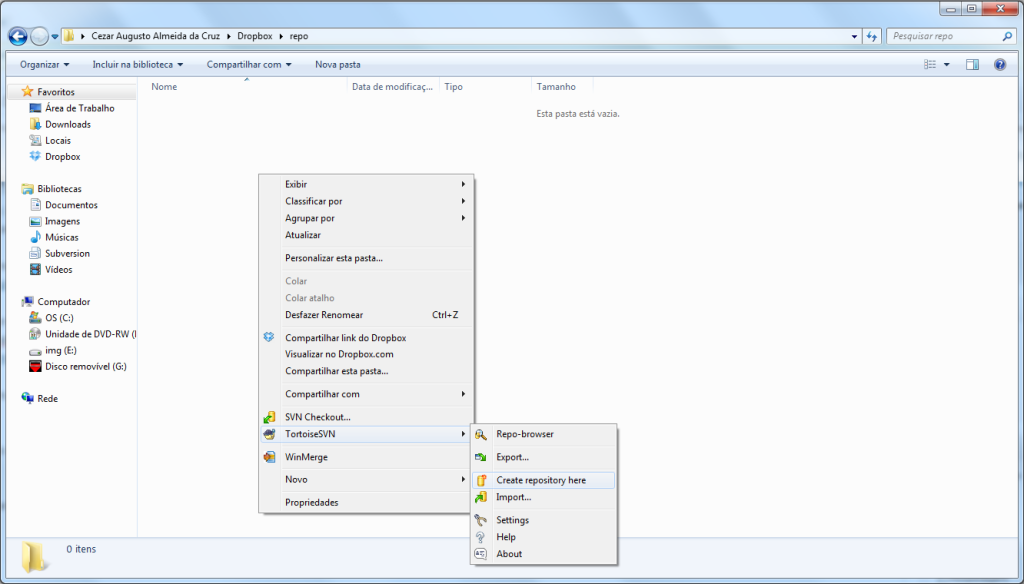 Cezar Augusto Almeida da Cruz Dropbox repo
Pesquisar repo
Organizar Incluir na biblioteca Compartilhar com Nova pasta
Nome Data de modificaç... Tipo Tamanho
Esta pasta está vazia.
Favoritos
Área de Trabalho
Downloads
Locais
Dropbox
Bibliotecas
Documentos
Imagens
Músicas
Subversion
Vídeos
Computador
OS (C:)
Unidade de DVD-RW (
img (E:)
Disco removível (G:)
Rede
Exibir
Classificar por
Agrupar por
Atualizar
Personalizar esta pasta...
Colar
Colar atalho
Desfazer Renomear Ctrl+Z
Compartilhar link do Dropbox
Visualizar no Dropbox.com
Compartilhar esta pasta...
Compartilhar com
SVN Checkout...
TortoiseSVN
WinMerge
Novo
Propriedades
Repo-browser
Export...
Create repository here
Import...
Settings
Help
About
0 itens